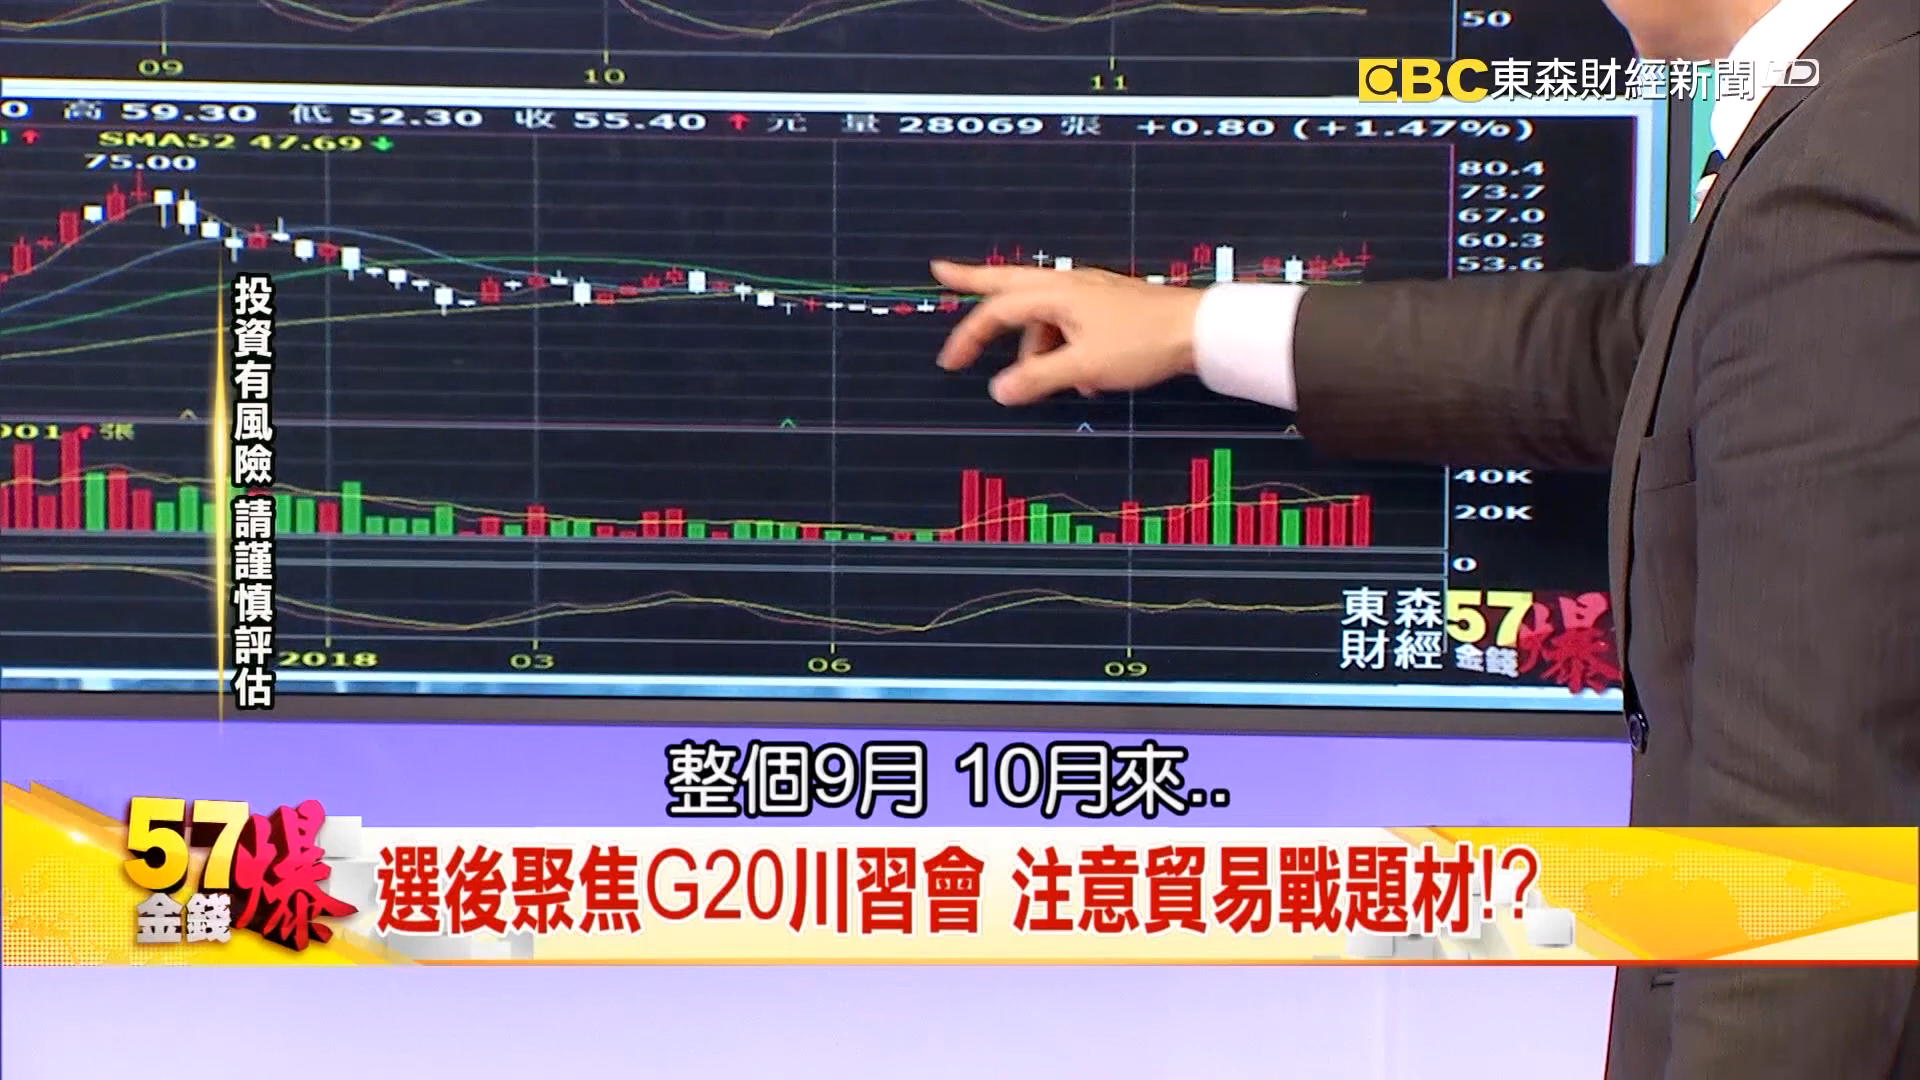 50
09 10 11
EBC東森財經新聞HD
0 高 59.30 低 52.30 收 55.40 ↑ 元 量 28069 張 +0.80 (+1.47%)
↑ SMA52 47.69↓
75.00
80.4
73.7
67.0
60.3
53.6
投資有風險 請謹慎評估
001↑張
40K
20K
0
東森財經
57金錢爆
2018 03 06 09
整個9月 10月來..
57金錢爆
選後聚焦G20川習會 注意貿易戰題材!?